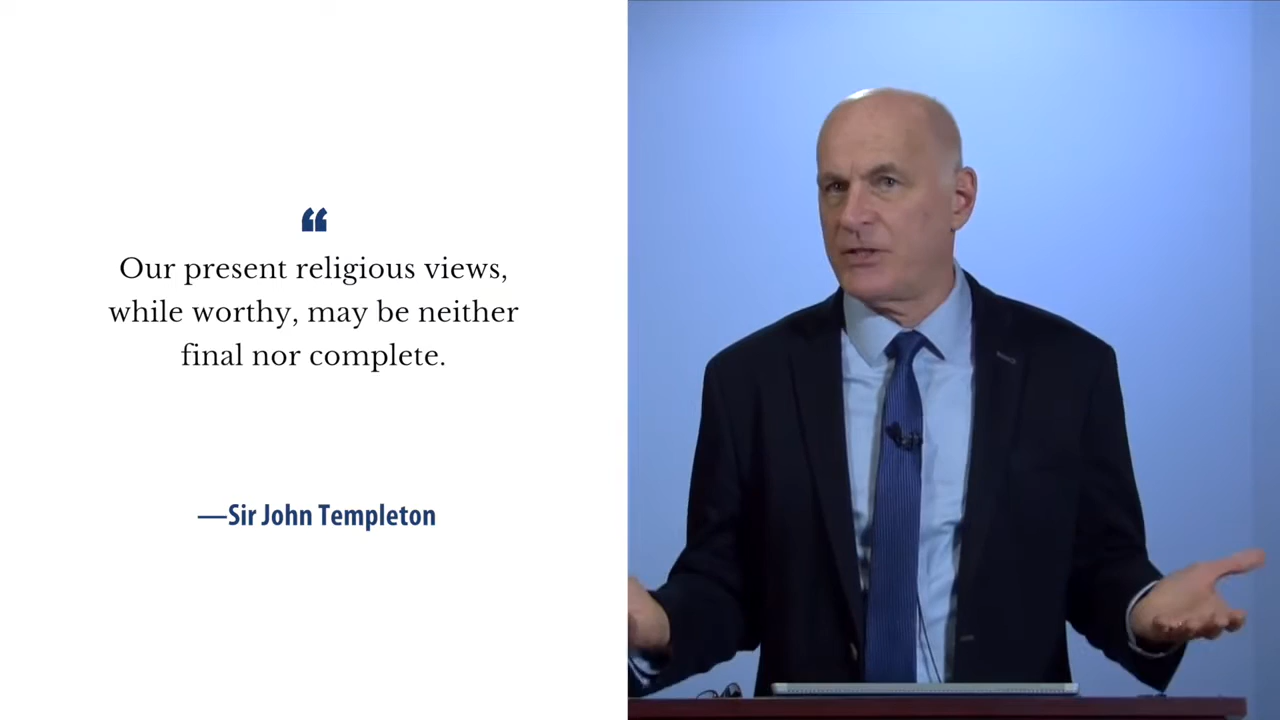 “
Our present religious views,
while worthy, may be neither
final nor complete.
—Sir John Templeton